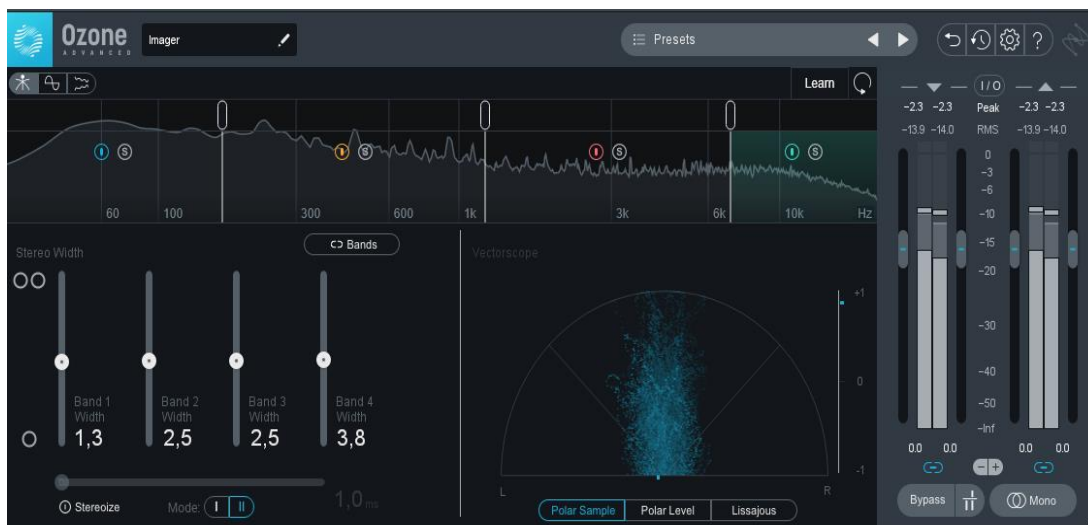 Ozone
ADVANCED
Imager
Presets
I/O
-2.3 -2.3 Peak -2.3 -2.3
-13.9 -14.0 RMS -13.9 -14.0
Learn
S S S S
60 100 300 600 1k 3k 6k 10k Hz
0
-3
-6
-10
-15
-20
-30
-40
-50
-Inf
Stereo Width
Bands
Vectorscope
+1
0
-1
L R
Band 1 Width
1,3
Band 2 Width
2,5
Band 3 Width
2,5
Band 4 Width
3,8
Stereoize
Mode: I II
1,0 ms
Polar Sample Polar Level Lissajous
0.0 0.0 0.0 0.0
Bypass
Mono